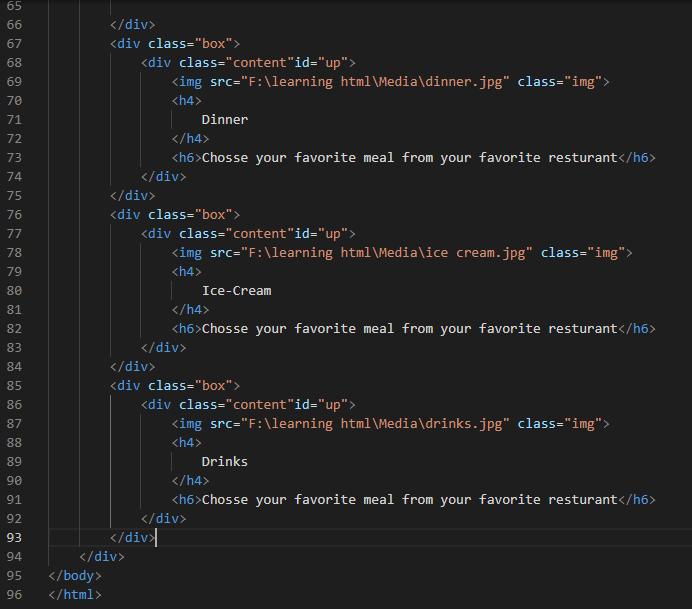 65
66 </div>
67 <div class="box">
68 <div class="content"id="up">
69 <img src="F:\learning html\Media\dinner.jpg" class="img">
70 <h4>
71 Dinner
72 </h4>
73 <h6>Chosse your favorite meal from your favorite resturant</h6>
74 </div>
75 </div>
76 <div class="box">
77 <div class="content"id="up">
78 <img src="F:\learning html\Media\ice cream.jpg" class="img">
79 <h4>
80 Ice-Cream
81 </h4>
82 <h6>Chosse your favorite meal from your favorite resturant</h6>
83 </div>
84 </div>
85 <div class="box">
86 <div class="content"id="up">
87 <img src="F:\learning html\Media\drinks.jpg" class="img">
88 <h4>
89 Drinks
90 </h4>
91 <h6>Chosse your favorite meal from your favorite resturant</h6>
92 </div>
93 </div>
94 </div>
95 </body>
96 </html>